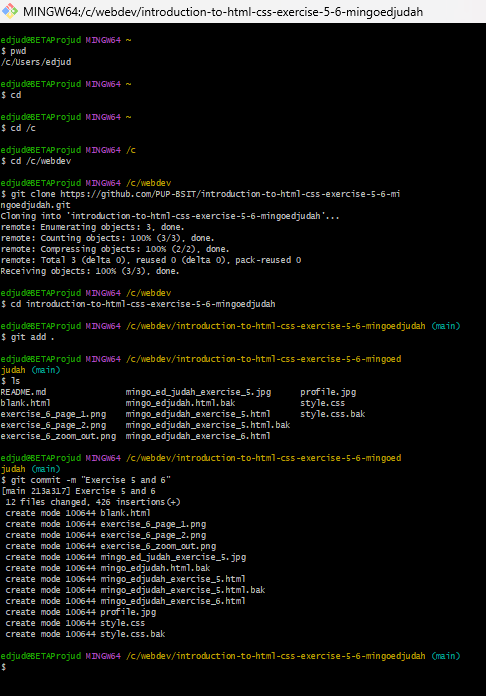 MINGW64:/c/webdev/introduction-to-html-css-exercise-5-6-mingoedjudah
edjud@BETAProjud MINGW64 ~
$ pwd
/c/Users/edjud
edjud@BETAProjud MINGW64 ~
$ cd
edjud@BETAProjud MINGW64 ~
$ cd /c
edjud@BETAProjud MINGW64 /c
$ cd /c/webdev
edjud@BETAProjud MINGW64 /c/webdev
$ git clone https://github.com/PUP-BSIT/introduction-to-html-css-exercise-5-6-mi
ngoedjudah.git
Cloning into 'introduction-to-html-css-exercise-5-6-mingoedjudah'...
remote: Enumerating objects: 3, done.
remote: Counting objects: 100% (3/3), done.
remote: Compressing objects: 100% (2/2), done.
remote: Total 3 (delta 0), reused 0 (delta 0), pack-reused 0
Receiving objects: 100% (3/3), done.
edjud@BETAProjud MINGW64 /c/webdev
$ cd introduction-to-html-css-exercise-5-6-mingoedjudah
edjud@BETAProjud MINGW64 /c/webdev/introduction-to-html-css-exercise-5-6-mingoedjudah (main)
$ git add .
edjud@BETAProjud MINGW64 /c/webdev/introduction-to-html-css-exercise-5-6-mingoed
judah (main)
$ ls
README.md mingo_ed_judah_exercise_5.jpg profile.jpg
blank.html mingo_edjudah.html.bak style.css
exercise_6_page_1.png mingo_edjudah_exercise_5.html style.css.bak
exercise_6_page_2.png mingo_edjudah_exercise_5.html.bak
exercise_6_zoom_out.png mingo_edjudah_exercise_6.html
edjud@BETAProjud MINGW64 /c/webdev/introduction-to-html-css-exercise-5-6-mingoed
judah (main)
$ git commit -m "Exercise 5 and 6"
[main 213a317] Exercise 5 and 6
12 files changed, 426 insertions(+)
create mode 100644 blank.html
create mode 100644 exercise_6_page_1.png
create mode 100644 exercise_6_page_2.png
create mode 100644 exercise_6_zoom_out.png
create mode 100644 mingo_ed_judah_exercise_5.jpg
create mode 100644 mingo_edjudah.html.bak
create mode 100644 mingo_edjudah_exercise_5.html
create mode 100644 mingo_edjudah_exercise_5.html.bak
create mode 100644 mingo_edjudah_exercise_6.html
create mode 100644 profile.jpg
create mode 100644 style.css
create mode 100644 style.css.bak
edjud@BETAProjud MINGW64 /c/webdev/introduction-to-html-css-exercise-5-6-mingoedjudah (main)
$